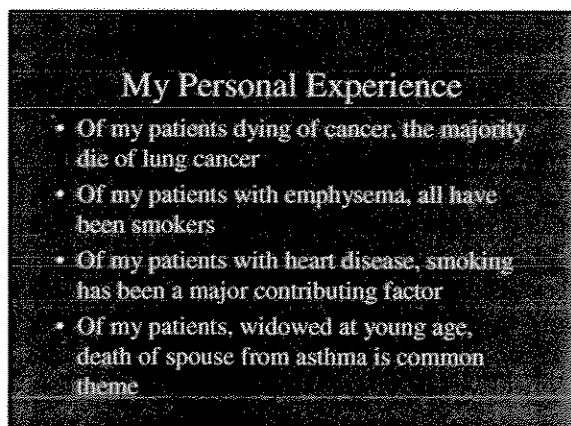 My Personal Experience
• Of my patients dying of cancer, the majority
die of lung cancer
• Of my patients with emphysema, all have
been smokers
• Of my patients with heart disease, smoking
has been a major contributing factor
• Of my patients, widowed at young age,
death of spouse from asthma is common
theme